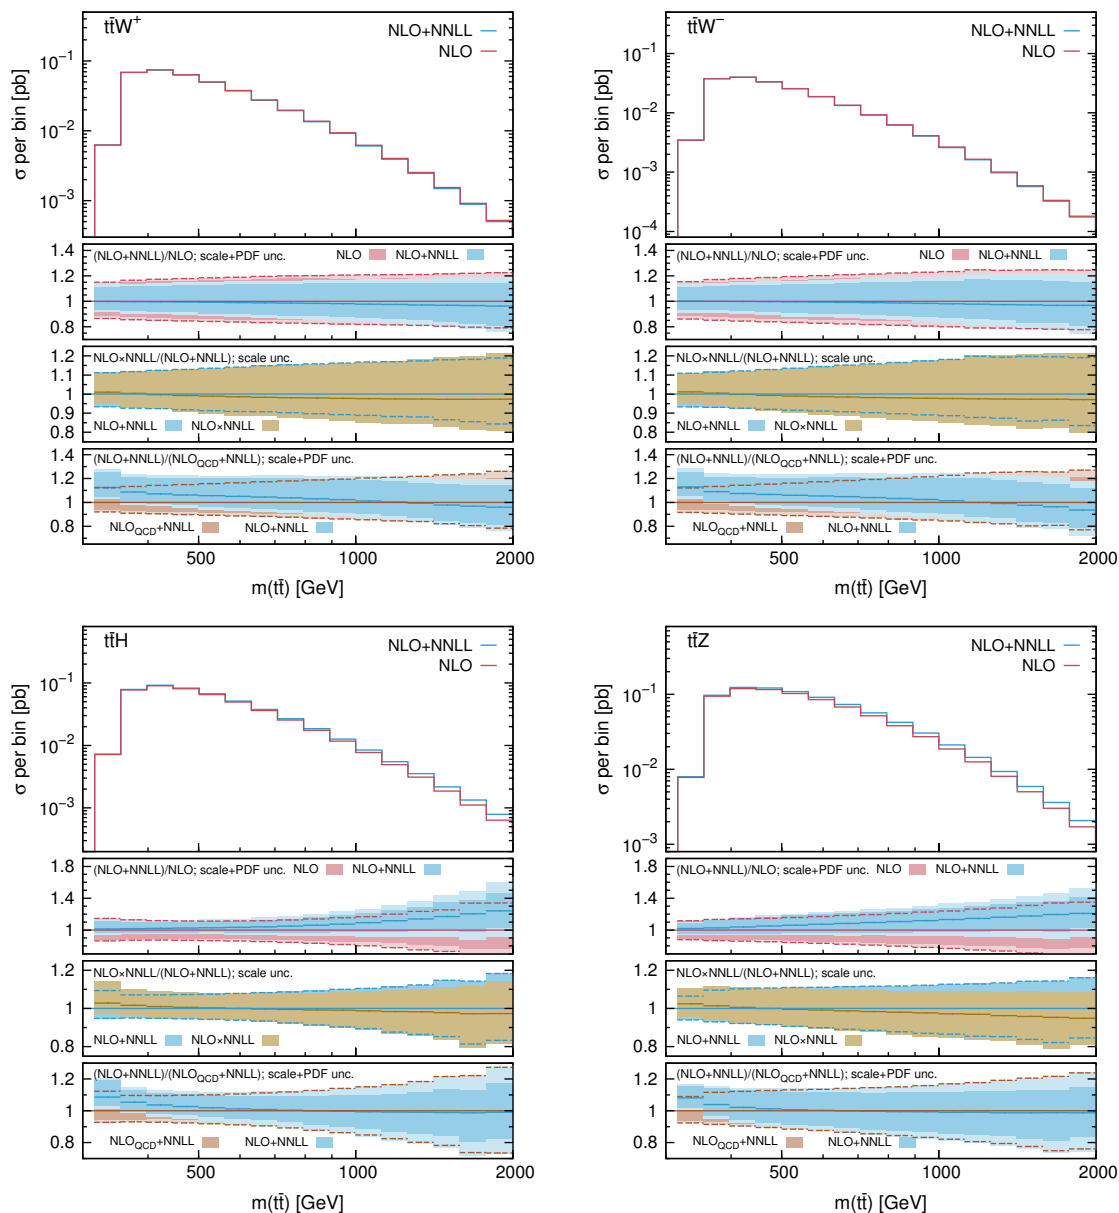 tt̄W⁺
NLO+NNLL
NLO
σ per bin [pb]
10⁻¹
10⁻²
10⁻³
(NLO+NNLL)/NLO; scale+PDF unc. NLO NLO+NNLL
1.4
1.2
1
0.8
NLO×NNLL/(NLO+NNLL); scale unc.
1.2
1.1
1
0.9
0.8
NLO+NNLL NLO×NNLL
(NLO+NNLL)/(NLO_QCD+NNLL); scale+PDF unc.
1.4
1.2
1
0.8
NLO_QCD+NNLL NLO+NNLL
500 1000 2000
m(tt̄) [GeV]
tt̄W⁻
NLO+NNLL
NLO
σ per bin [pb]
10⁻¹
10⁻²
10⁻³
10⁻⁴
(NLO+NNLL)/NLO; scale+PDF unc. NLO NLO+NNLL
1.4
1.2
1
0.8
NLO×NNLL/(NLO+NNLL); scale unc.
1.2
1.1
1
0.9
0.8
NLO+NNLL NLO×NNLL
(NLO+NNLL)/(NLO_QCD+NNLL); scale+PDF unc.
1.4
1.2
1
0.8
NLO_QCD+NNLL NLO+NNLL
500 1000 2000
m(tt̄) [GeV]
tt̄H
NLO+NNLL
NLO
σ per bin [pb]
10⁻¹
10⁻²
10⁻³
(NLO+NNLL)/NLO; scale+PDF unc. NLO NLO+NNLL
1.8
1.4
1
NLO×NNLL/(NLO+NNLL); scale unc.
1.2
1
0.8
NLO+NNLL NLO×NNLL
(NLO+NNLL)/(NLO_QCD+NNLL); scale+PDF unc.
1.2
1
0.8
NLO_QCD+NNLL NLO+NNLL
500 1000 2000
m(tt̄) [GeV]
tt̄Z
NLO+NNLL
NLO
σ per bin [pb]
10⁻¹
10⁻²
10⁻³
(NLO+NNLL)/NLO; scale+PDF unc. NLO NLO+NNLL
1.8
1.4
1
NLO×NNLL/(NLO+NNLL); scale unc.
1.2
1
0.8
NLO+NNLL NLO×NNLL
(NLO+NNLL)/(NLO_QCD+NNLL); scale+PDF unc.
1.2
1
0.8
NLO_QCD+NNLL NLO+NNLL
500 1000 2000
m(tt̄) [GeV]